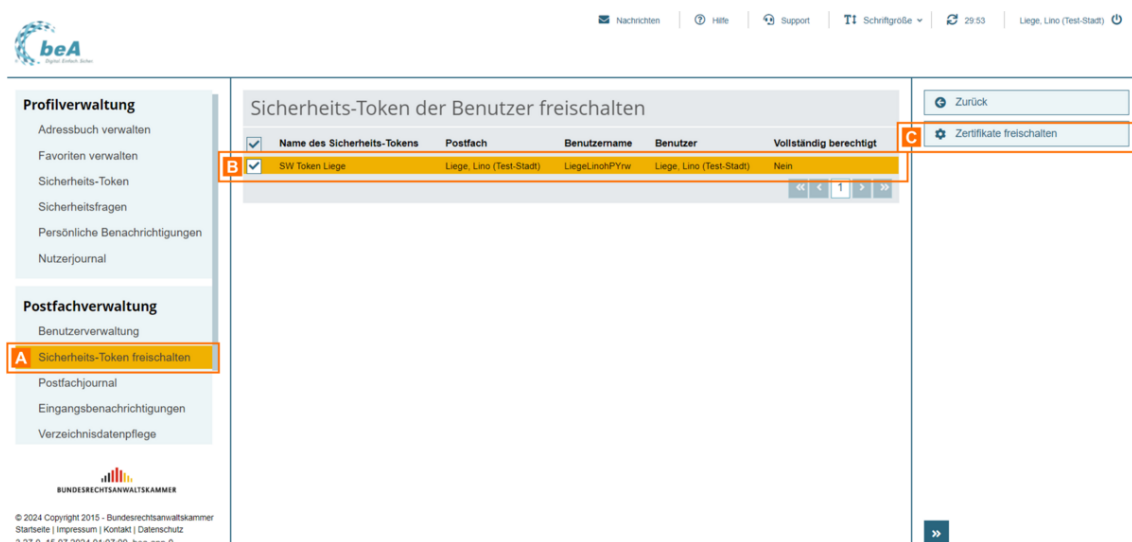 Nachrichten Hilfe Support Schriftgröße 29:53 Liege, Lino (Test-Stadt)
beA
Digital. Einfach. Sicher.
Profilverwaltung
Adressbuch verwalten
Favoriten verwalten
Sicherheits-Token
Sicherheitsfragen
Persönliche Benachrichtigungen
Nutzerjournal
Postfachverwaltung
Benutzerverwaltung
A Sicherheits-Token freischalten
Postfachjournal
Eingangsbenachrichtigungen
Verzeichnisdatenpflege
BUNDESRECHTSANWALTSKAMMER
© 2024 Copyright 2015 - Bundesrechtsanwaltskammer
Startseite | Impressum | Kontakt | Datenschutz
Sicherheits-Token der Benutzer freischalten
Name des Sicherheits-Tokens Postfach Benutzername Benutzer Vollständig berechtigt
B SW Token Liege Liege, Lino (Test-Stadt) LiegeLinohPYrw Liege, Lino (Test-Stadt) Nein
« < 1 > »
Zurück
C Zertifikate freischalten
»